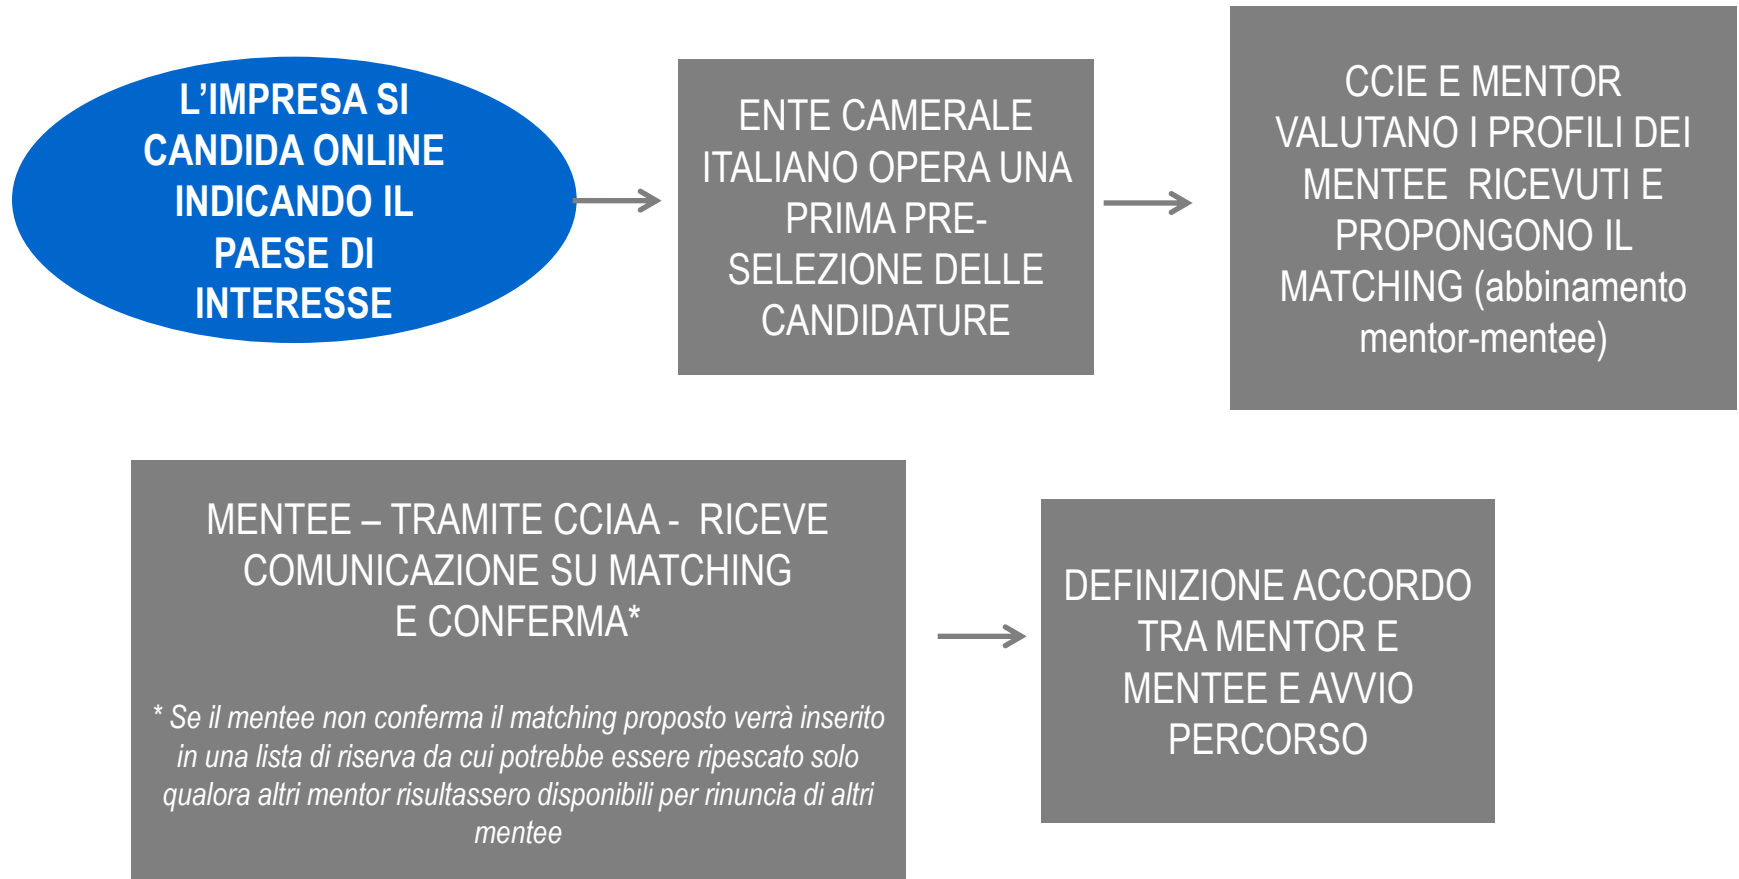 L’IMPRESA SI
CANDIDA ONLINE
INDICANDO IL
PAESE DI
INTERESSE
ENTE CAMERALE
ITALIANO OPERA UNA
PRIMA PRE-
SELEZIONE DELLE
CANDIDATURE
CCIE E MENTOR
VALUTANO I PROFILI DEI
MENTEE  RICEVUTI E
PROPONGONO IL
MATCHING (abbinamento
mentor-mentee)
MENTEE – TRAMITE CCIAA -  RICEVE
COMUNICAZIONE SU MATCHING
E CONFERMA*
* Se il mentee non conferma il matching proposto verrà inserito
in una lista di riserva da cui potrebbe essere ripescato solo
qualora altri mentor risultassero disponibili per rinuncia di altri
mentee
DEFINIZIONE ACCORDO
TRA MENTOR E
MENTEE E AVVIO
PERCORSO